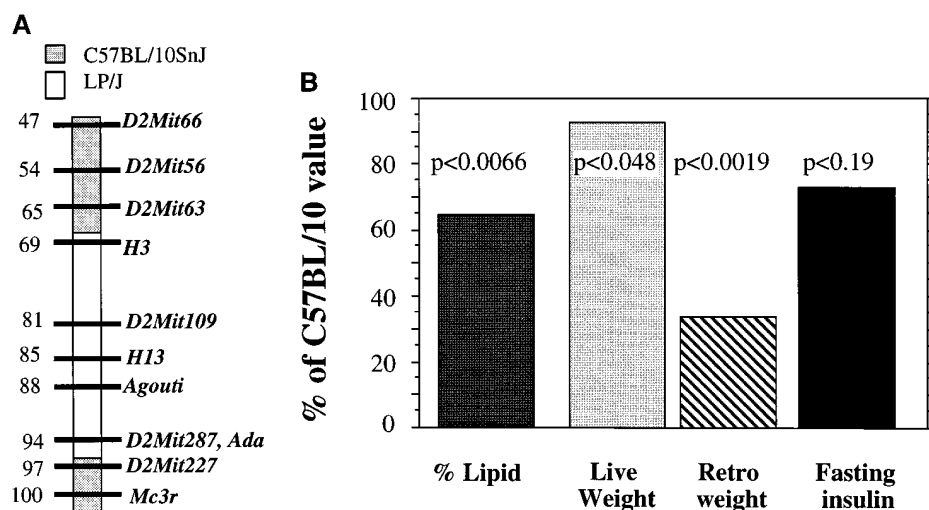 A
C57BL/10SnJ
LP/J
47 D2Mit66
54 D2Mit56
65 D2Mit63
69 H3
81 D2Mit109
85 H13
88 Agouti
94 D2Mit287, Ada
97 D2Mit227
100 Mc3r
B
% of C57BL/10 value
100
80
60
40
20
0
p<0.0066
p<0.048
p<0.0019
p<0.19
% Lipid
Live
Weight
Retro
weight
Fasting
insulin